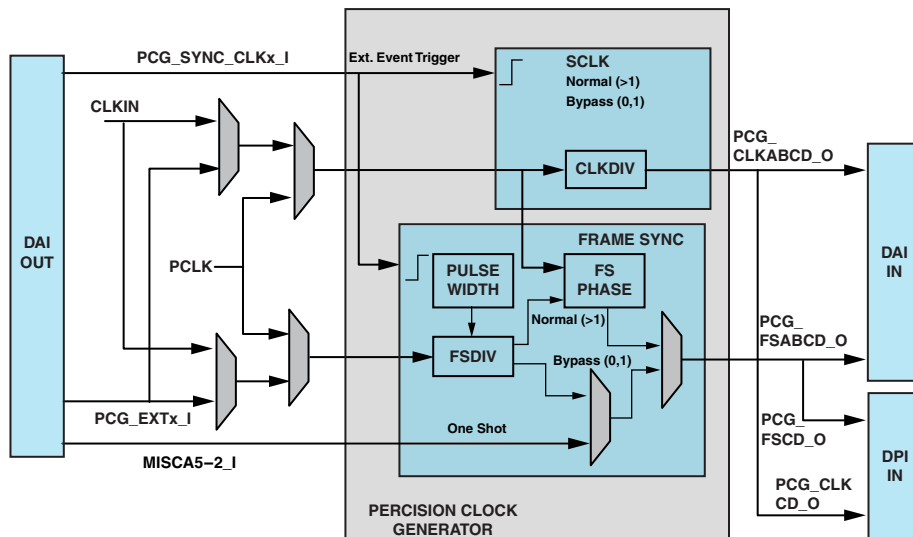 PCG_SYNC_CLKx_I
Ext. Event Trigger
SCLK
Normal (>1)
Bypass (0,1)
CLKIN
PCG_
CLKABCD_O
CLKDIV
DAI
OUT
PCLK
FRAME SYNC
DAI
IN
PULSE
WIDTH
FS
PHASE
Normal (>1)
PCG_
FSABCD_O
FSDIV
Bypass (0,1)
PCG_EXTx_I
One Shot
PCG_
FSCD_O
MISCA5–2_I
DPI
IN
PCG_CLK
CD_O
PERCISION CLOCK
GENERATOR